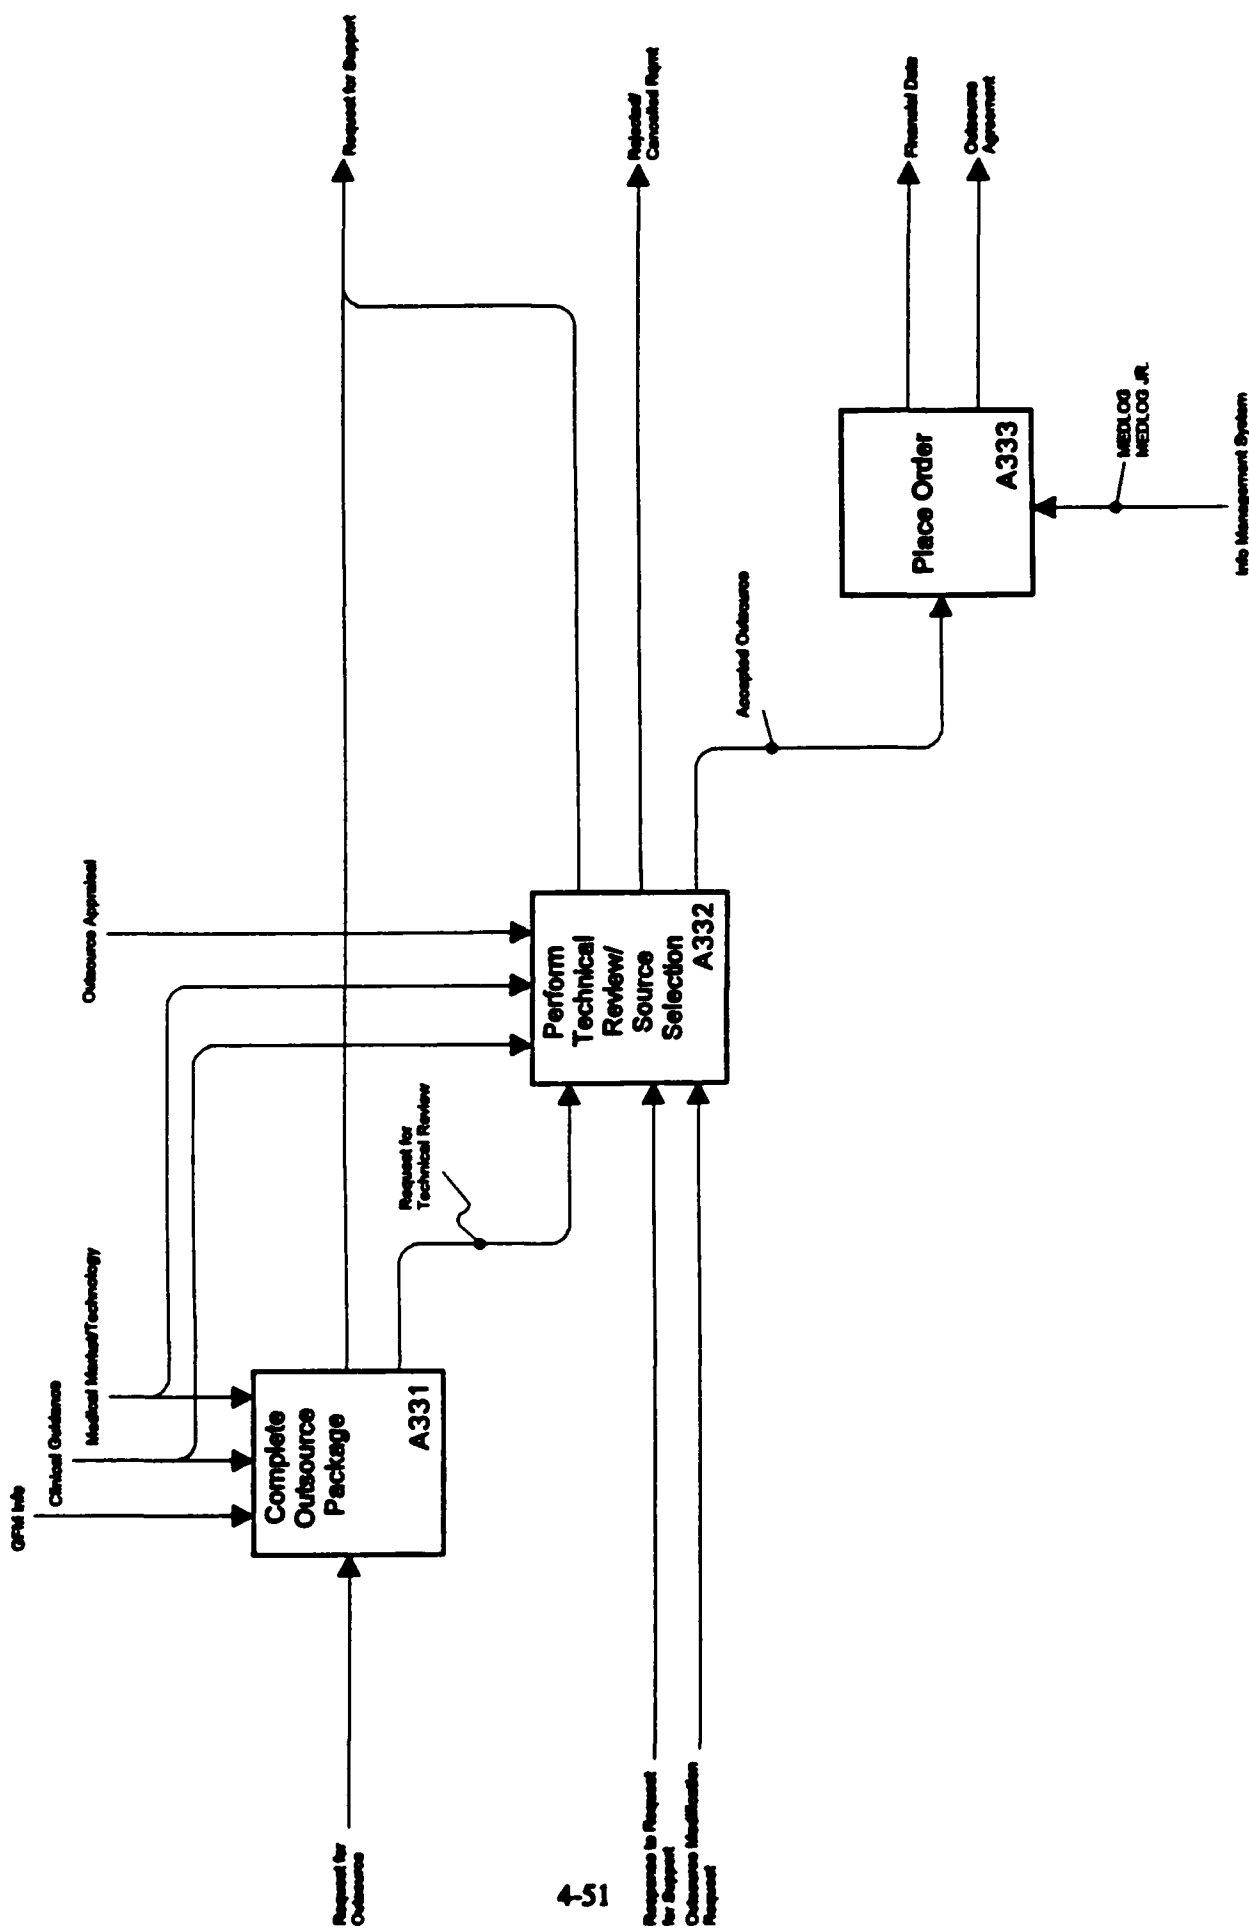 GFM Info
Clinical Guidance
Medical Market/Technology
Outsource Appraisal
Request for
Outsource
Complete
Outsource
Package
A331
Request for Support
Request for
Technical Review
Perform
Technical
Review/
Source
Selection
A332
Rejected/
Cancelled Rqmt
Response to Request
for Support
Outsource Modification
Request
Accepted Outsource
Place Order
A333
Financial Data
Outsource
Agreement
MEDLOG
MEDLOG JR.
Info Management System
4-51